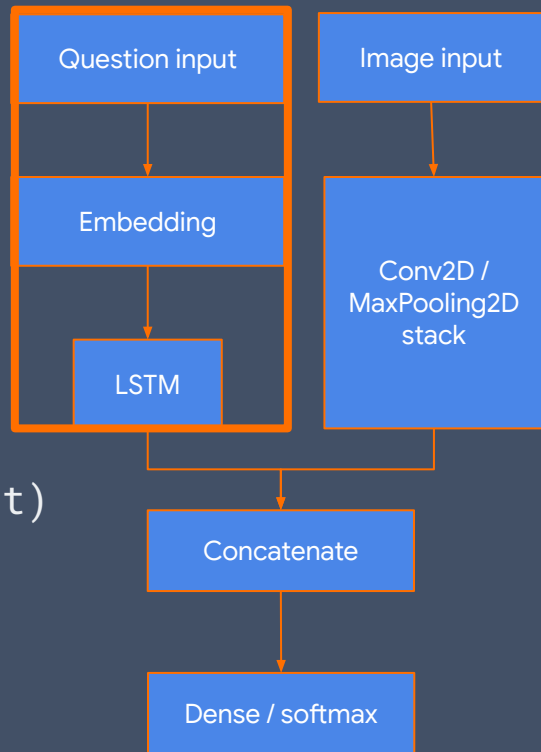 Question input
Image input
Embedding
Conv2D /
MaxPooling2D
stack
LSTM
t)
Concatenate
Dense / softmax